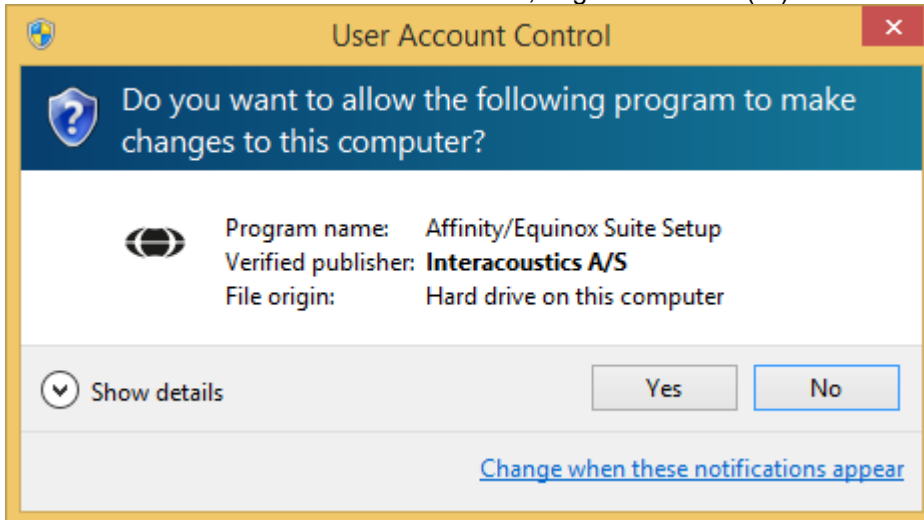 User Account Control
Do you want to allow the following program to make
changes to this computer?
Program name: Affinity/Equinox Suite Setup
Verified publisher: Interacoustics A/S
File origin: Hard drive on this computer
Show details
Yes
No
Change when these notifications appear